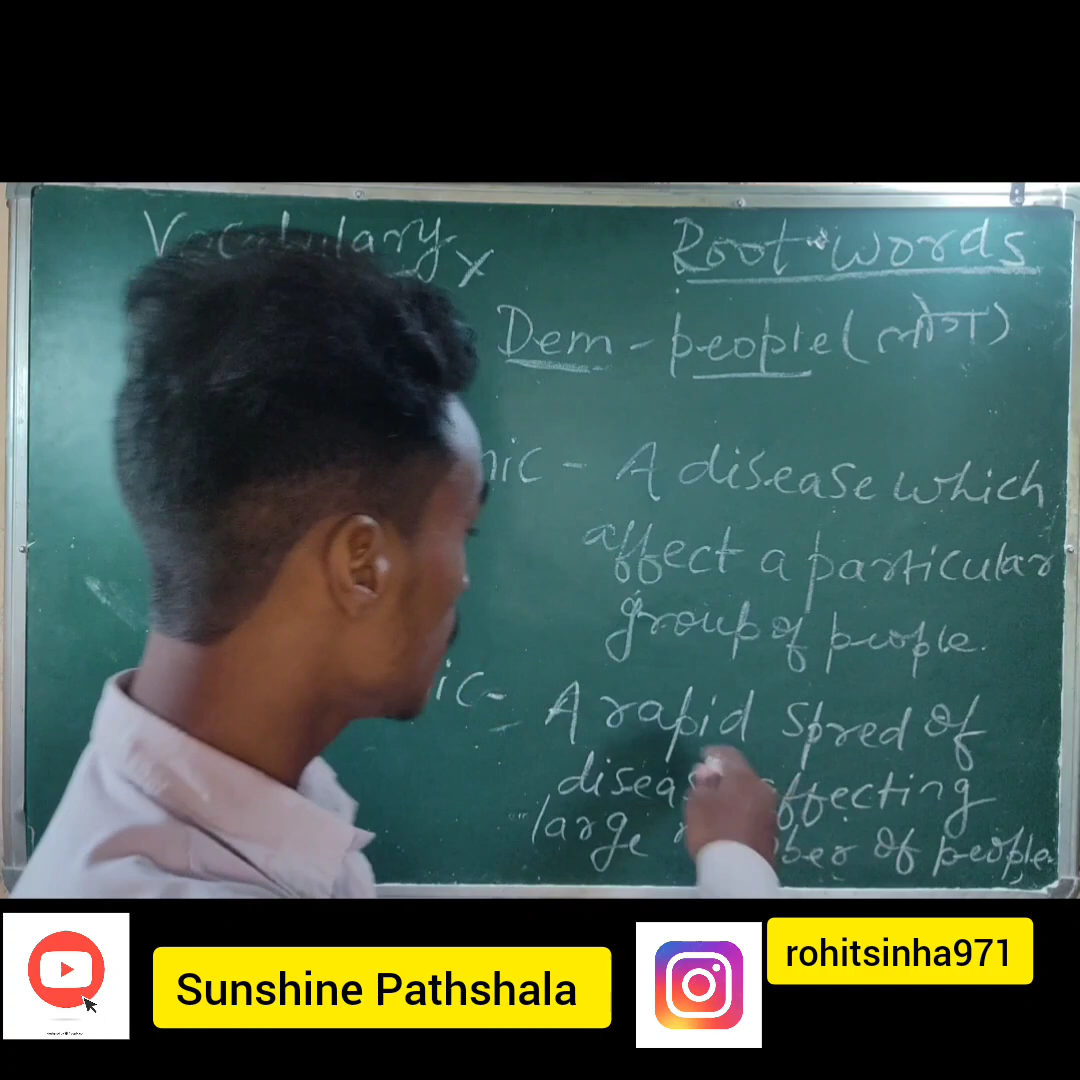 Vocabulary
Root words
Dem - people (लोग)
nic - A disease which
affect a particular
group of people.
ic - A rapid spred of
diseas ffecting
large ber of people.
Sunshine Pathshala
rohitsinha971